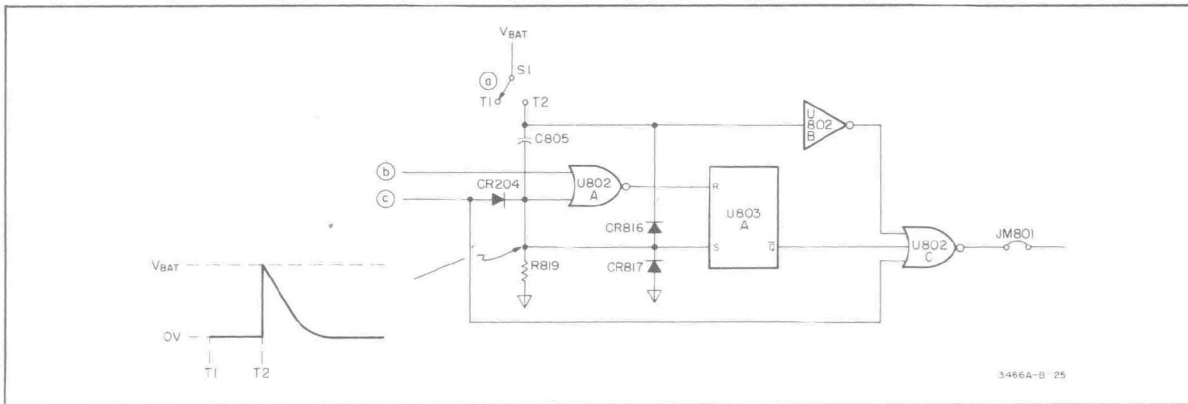 VBAT
S1
a
T1
T2
C805
U
802
B
b
c
CR204
U802
A
R
U803
A
S
Q̅
CR816
CR817
R819
U802
C
JM801
VBAT
0V
T1
T2
3466A-B-25